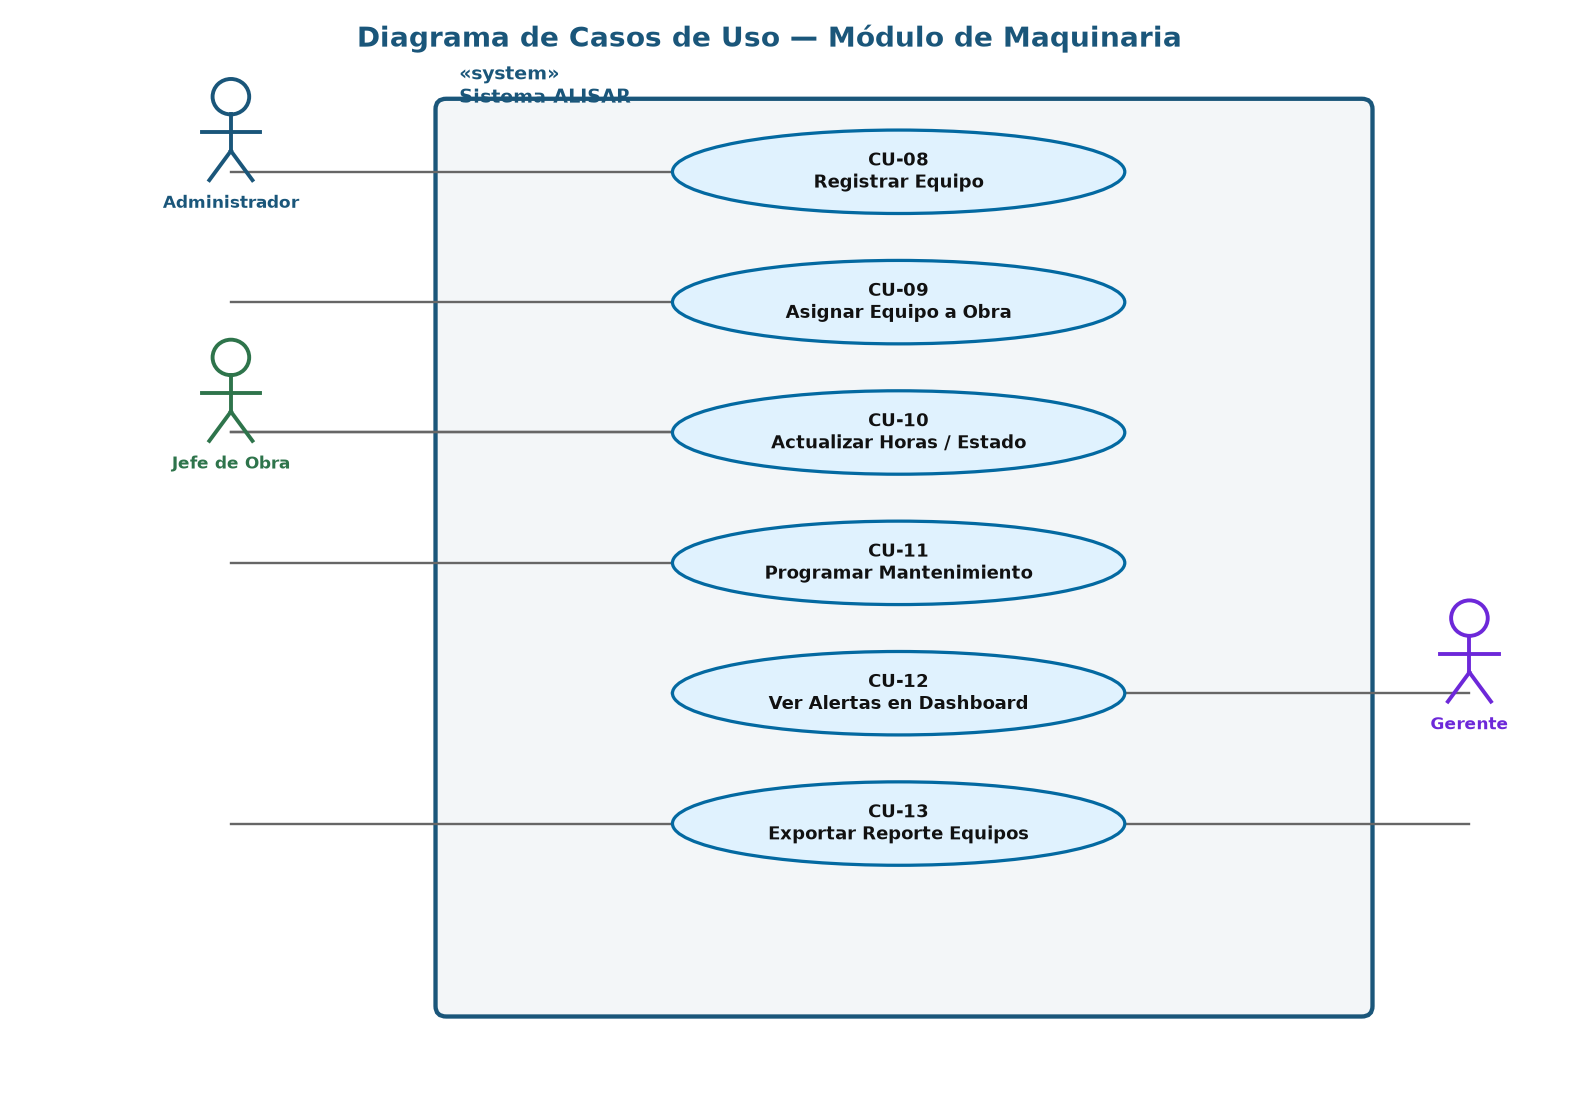 Diagrama de Casos de Uso — Módulo de Maquinaria
«system»
Sistema ALISAR
Administrador
CU-08
Registrar Equipo
CU-09
Asignar Equipo a Obra
Jefe de Obra
CU-10
Actualizar Horas / Estado
CU-11
Programar Mantenimiento
CU-12
Ver Alertas en Dashboard
Gerente
CU-13
Exportar Reporte Equipos